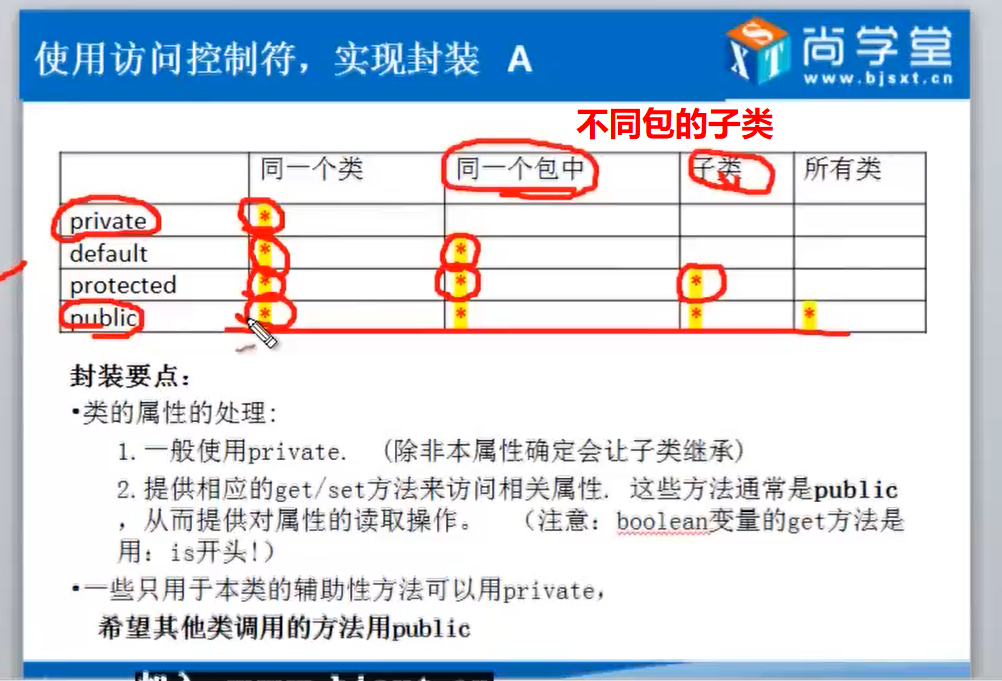 使用访问控制符，实现封装 A
SXT 尚学堂
www.bjsxt.cn
不同包的子类
同一个类 同一个包中 子类 所有类
private *
default * *
protected * * *
public * * * *
封装要点：
•类的属性的处理:
1.一般使用private. (除非本属性确定会让子类继承)
2.提供相应的get/set方法来访问相关属性. 这些方法通常是public
，从而提供对属性的读取操作。 （注意：boolean变量的get方法是
用：is开头!）
•一些只用于本类的辅助性方法可以用private，
希望其他类调用的方法用public